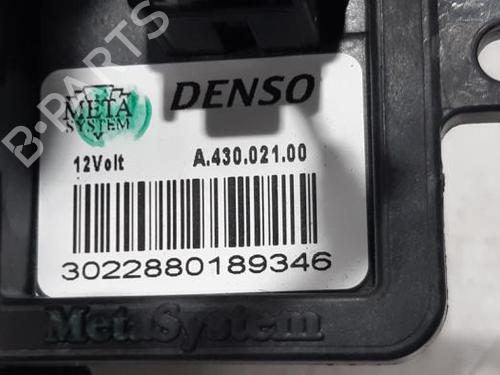 B-PARTS
META
SYSTEM
DENSO
12Volt
A.430.021.00
3022880189346
MetaSystem